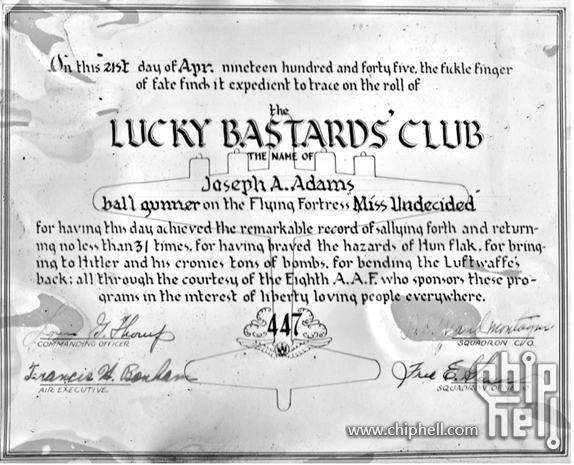 On this 21st day of Apr. nineteen hundred and forty five, the fickle finger
of fate finds it expedient to trace on the roll of
the
LUCKY BASTARDS' CLUB
THE NAME OF
Joseph A. Adams
ball gunner on the Flying Fortress Miss Undecided
for having this day achieved the remarkable record of sallying forth and return-
ing no less than 31 times, for having braved the hazards of Hun flak, for bring-
ing to Hitler and his cronies tons of bombs, for bending the Luftwaffe's
back; all through the courtesy of the Eighth A.A.F. who sponsors these pro-
grams in the interest of liberty loving people everywhere.
447
COMMANDING OFFICER
SQUADRON C/O.
Francis H. Bonham
Fred E.
AIR EXECUTIVE
SQUADRON
www.chiphell.com
chip
hell